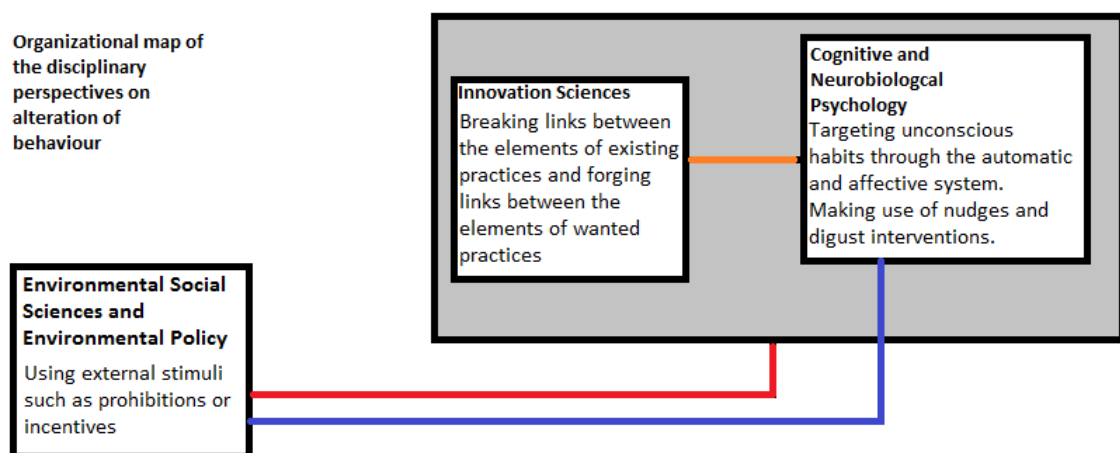 Organizational map of
the disciplinary
perspectives on
alteration of
behaviour
Innovation Sciences
Breaking links between
the elements of existing
practices and forging
links between the
elements of wanted
practices
Cognitive and
Neurobiologcal
Psychology
Targeting unconscious
habits through the automatic
and affective system.
Making use of nudges and
digust interventions.
Environmental Social
Sciences and
Environmental Policy
Using external stimuli
such as prohibitions or
incentives